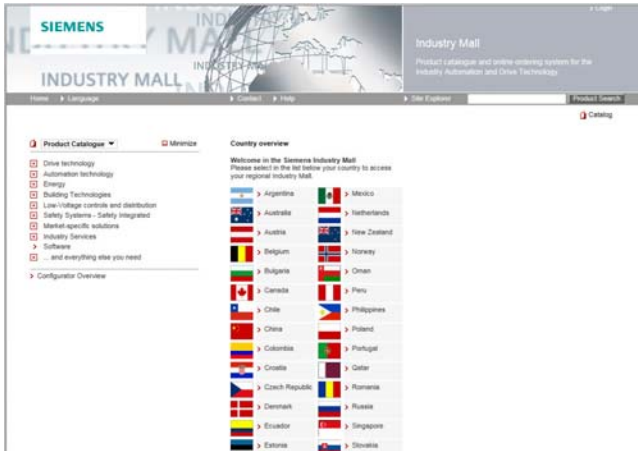 Login
SIEMENS
Industry Mall
Product catalogue and online-ordering system for the
Industry Automation and Drive Technology
INDUSTRY MALL
Home Language Contact Help Site Explorer Product Search
Catalog
Product Catalogue Minimize
Drive technology
Automation technology
Energy
Building Technologies
Low-Voltage controls and distribution
Safety Systems - Safety Integrated
Market-specific solutions
Industry Services
Software
... and everything else you need
Configurator Overview
Country overview
Welcome in the Siemens Industry Mall
Please select in the list below your country to access
your regional Industry Mall.
Argentina Mexico
Australia Netherlands
Austria New Zealand
Belgium Norway
Bulgaria Oman
Canada Peru
Chile Philippines
China Poland
Colombia Portugal
Croatia Qatar
Czech Republic Romania
Denmark Russia
Ecuador Singapore
Estonia Slovakia